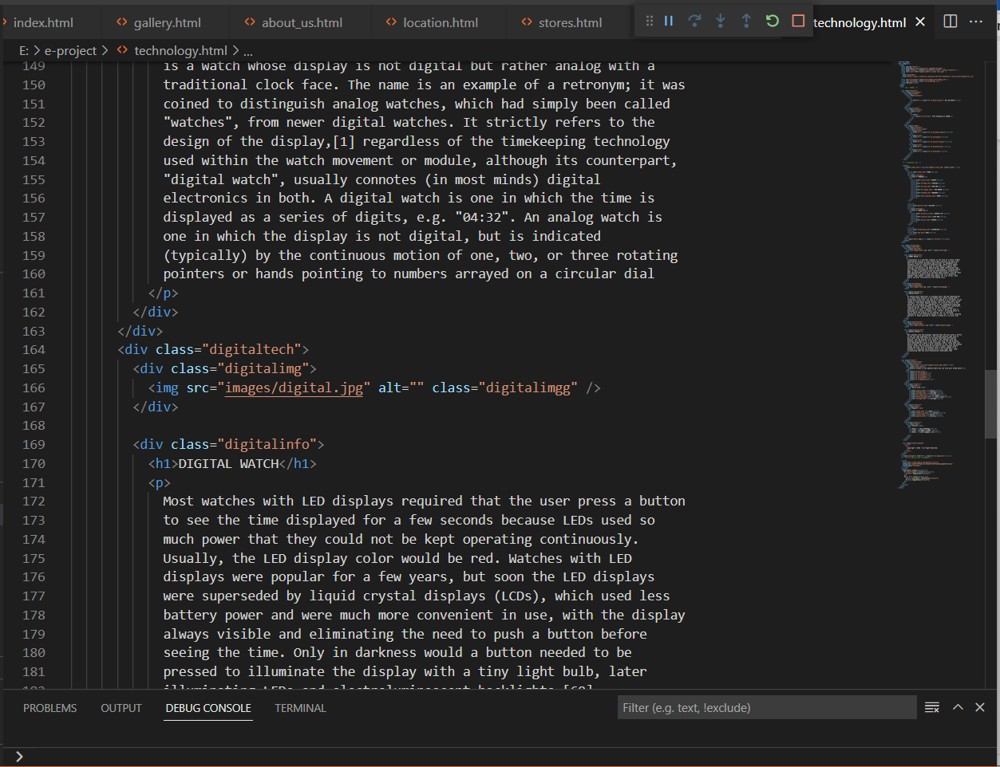 index.html
gallery.html
about_us.html
location.html
stores.html
technology.html
E: > e-project > technology.html > ...
149 is a watch whose display is not digital but rather analog with a
150 traditional clock face. The name is an example of a retronym; it was
151 coined to distinguish analog watches, which had simply been called
152 "watches", from newer digital watches. It strictly refers to the
153 design of the display,[1] regardless of the timekeeping technology
154 used within the watch movement or module, although its counterpart,
155 "digital watch", usually connotes (in most minds) digital
156 electronics in both. A digital watch is one in which the time is
157 displayed as a series of digits, e.g. "04:32". An analog watch is
158 one in which the display is not digital, but is indicated
159 (typically) by the continuous motion of one, two, or three rotating
160 pointers or hands pointing to numbers arrayed on a circular dial
161 </p>
162 </div>
163 </div>
164 <div class="digitaltech">
165 <div class="digitalimg">
166 <img src="images/digital.jpg" alt="" class="digitalimgg" />
167 </div>
168
169 <div class="digitalinfo">
170 <h1>DIGITAL WATCH</h1>
171 <p>
172 Most watches with LED displays required that the user press a button
173 to see the time displayed for a few seconds because LEDs used so
174 much power that they could not be kept operating continuously.
175 Usually, the LED display color would be red. Watches with LED
176 displays were popular for a few years, but soon the LED displays
177 were superseded by liquid crystal displays (LCDs), which used less
178 battery power and were much more convenient in use, with the display
179 always visible and eliminating the need to push a button before
180 seeing the time. Only in darkness would a button needed to be
181 pressed to illuminate the display with a tiny light bulb, later
182 illuminating LEDs and electroluminescent backlights.[60]
PROBLEMS OUTPUT DEBUG CONSOLE TERMINAL
Filter (e.g. text, !exclude)